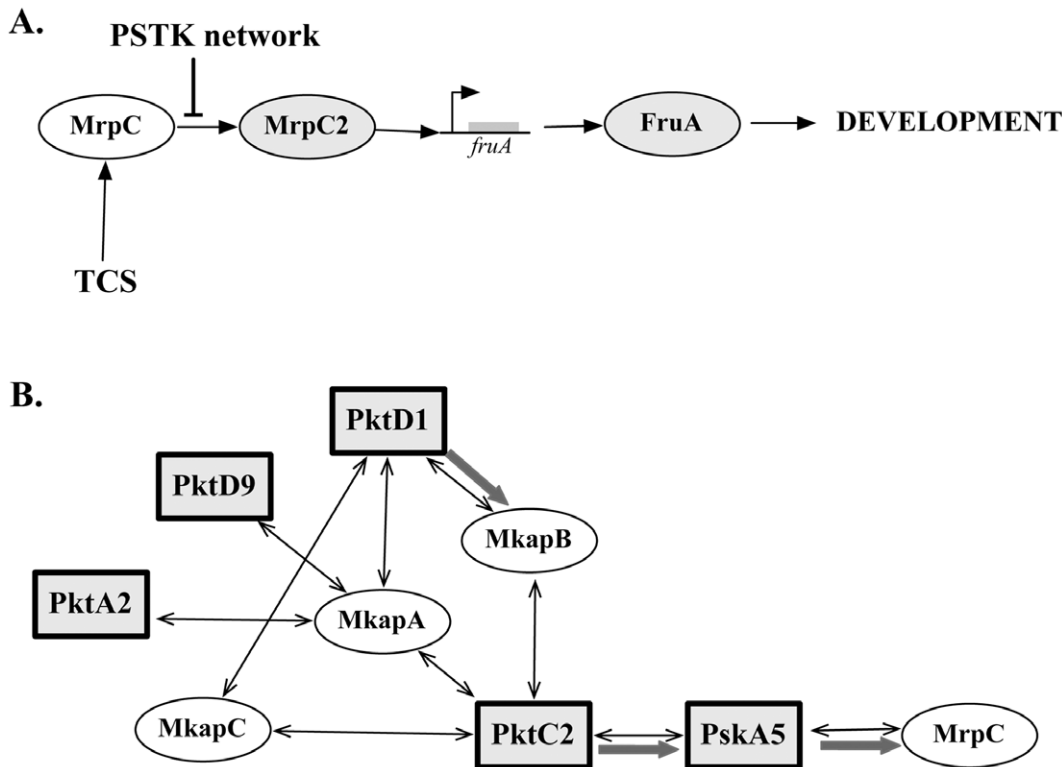 A.
PSTK network
MrpC
MrpC2
fruA
FruA
DEVELOPMENT
TCS
B.
PktD1
PktD9
MkapB
PktA2
MkapA
MkapC
PktC2
PskA5
MrpC